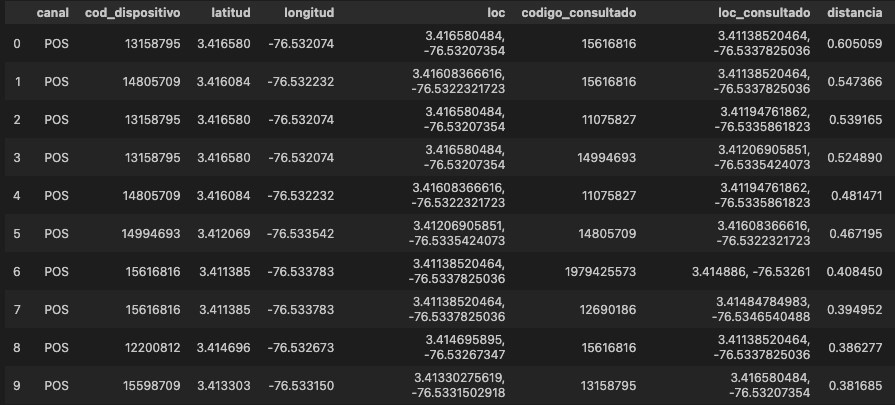 canal cod_dispositivo latitud longitud loc codigo_consultado loc_consultado distancia
0 POS 13158795 3.416580 -76.532074 3.416580484, -76.53207354 15616816 3.41138520464, -76.5337825036 0.605059
1 POS 14805709 3.416084 -76.532232 3.41608366616, -76.5322321723 15616816 3.41138520464, -76.5337825036 0.547366
2 POS 13158795 3.416580 -76.532074 3.416580484, -76.53207354 11075827 3.41194761862, -76.5335861823 0.539165
3 POS 13158795 3.416580 -76.532074 3.416580484, -76.53207354 14994693 3.41206905851, -76.5335424073 0.524890
4 POS 14805709 3.416084 -76.532232 3.41608366616, -76.5322321723 11075827 3.41194761862, -76.5335861823 0.481471
5 POS 14994693 3.412069 -76.533542 3.41206905851, -76.5335424073 14805709 3.41608366616, -76.5322321723 0.467195
6 POS 15616816 3.411385 -76.533783 3.41138520464, -76.5337825036 1979425573 3.414886, -76.53261 0.408450
7 POS 15616816 3.411385 -76.533783 3.41138520464, -76.5337825036 12690186 3.41484784983, -76.5346540488 0.394952
8 POS 12200812 3.414696 -76.532673 3.414695895, -76.53267347 15616816 3.41138520464, -76.5337825036 0.386277
9 POS 15598709 3.413303 -76.533150 3.41330275619, -76.5331502918 13158795 3.416580484, -76.53207354 0.381685